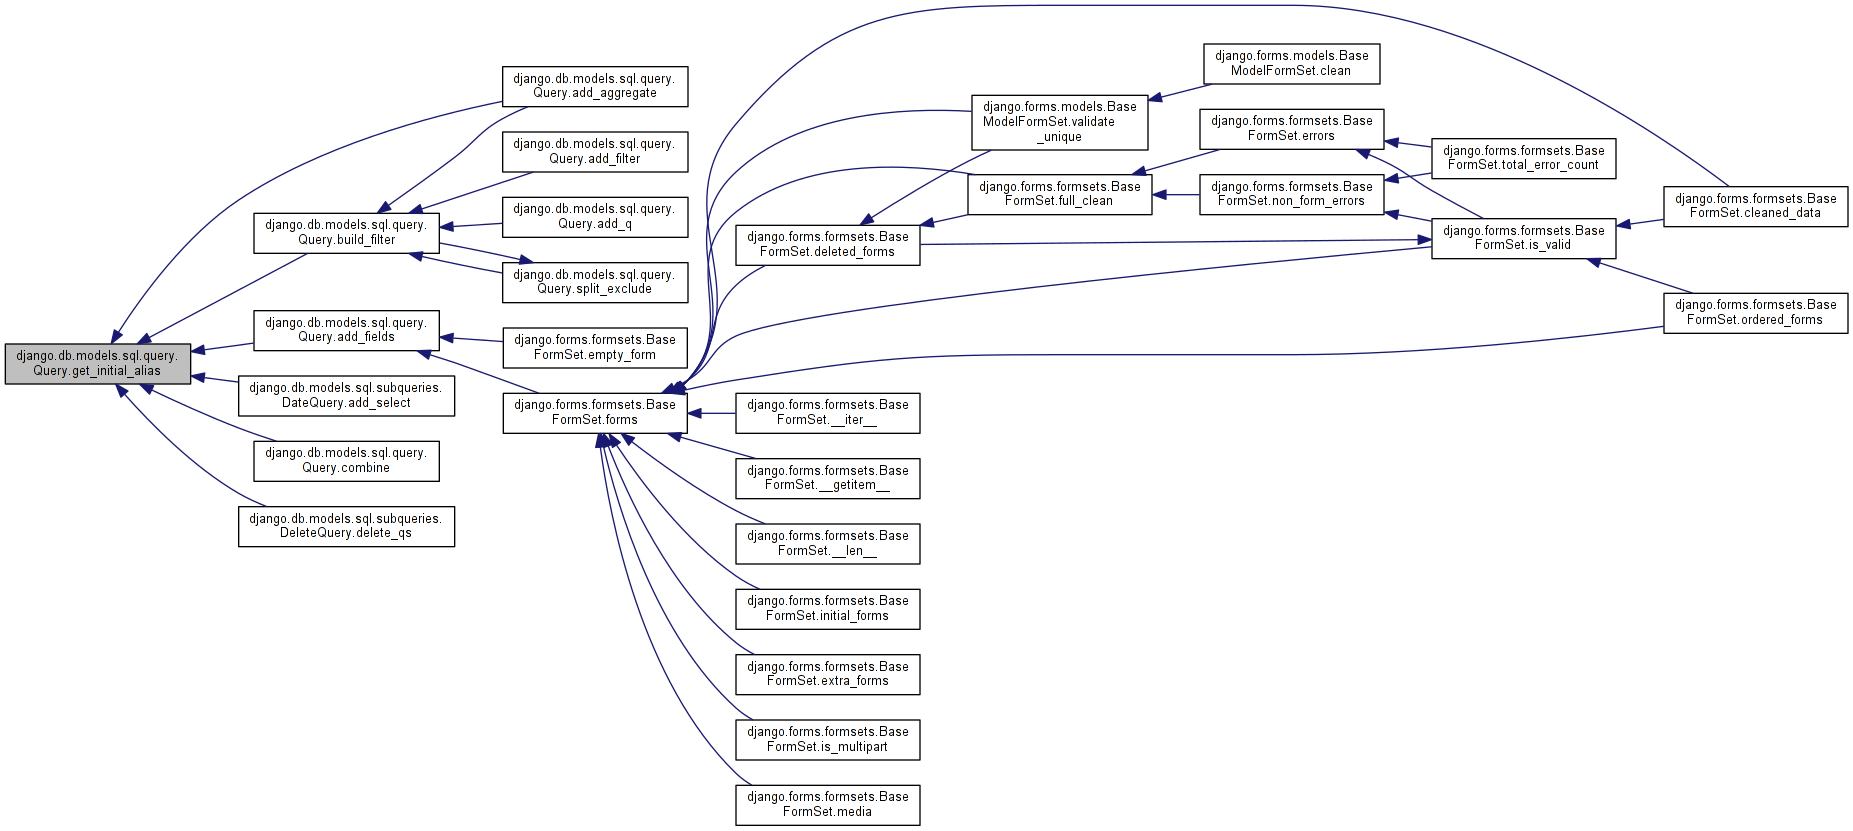 django.db.models.sql.query.
Query.get_initial_alias
django.db.models.sql.query.
Query.add_aggregate
django.db.models.sql.query.
Query.add_filter
django.db.models.sql.query.
Query.add_q
django.db.models.sql.query.
Query.build_filter
django.db.models.sql.query.
Query.split_exclude
django.db.models.sql.query.
Query.add_fields
django.forms.formsets.Base
FormSet.empty_form
django.db.models.sql.subqueries.
DateQuery.add_select
django.forms.formsets.Base
FormSet.forms
django.db.models.sql.query.
Query.combine
django.db.models.sql.subqueries.
DeleteQuery.delete_qs
django.forms.models.Base
ModelFormSet.clean
django.forms.models.Base
ModelFormSet.validate
_unique
django.forms.formsets.Base
FormSet.errors
django.forms.formsets.Base
FormSet.total_error_count
django.forms.formsets.Base
FormSet.full_clean
django.forms.formsets.Base
FormSet.non_form_errors
django.forms.formsets.Base
FormSet.cleaned_data
django.forms.formsets.Base
FormSet.deleted_forms
django.forms.formsets.Base
FormSet.is_valid
django.forms.formsets.Base
FormSet.ordered_forms
django.forms.formsets.Base
FormSet.__iter__
django.forms.formsets.Base
FormSet.__getitem__
django.forms.formsets.Base
FormSet.__len__
django.forms.formsets.Base
FormSet.initial_forms
django.forms.formsets.Base
FormSet.extra_forms
django.forms.formsets.Base
FormSet.is_multipart
django.forms.formsets.Base
FormSet.media